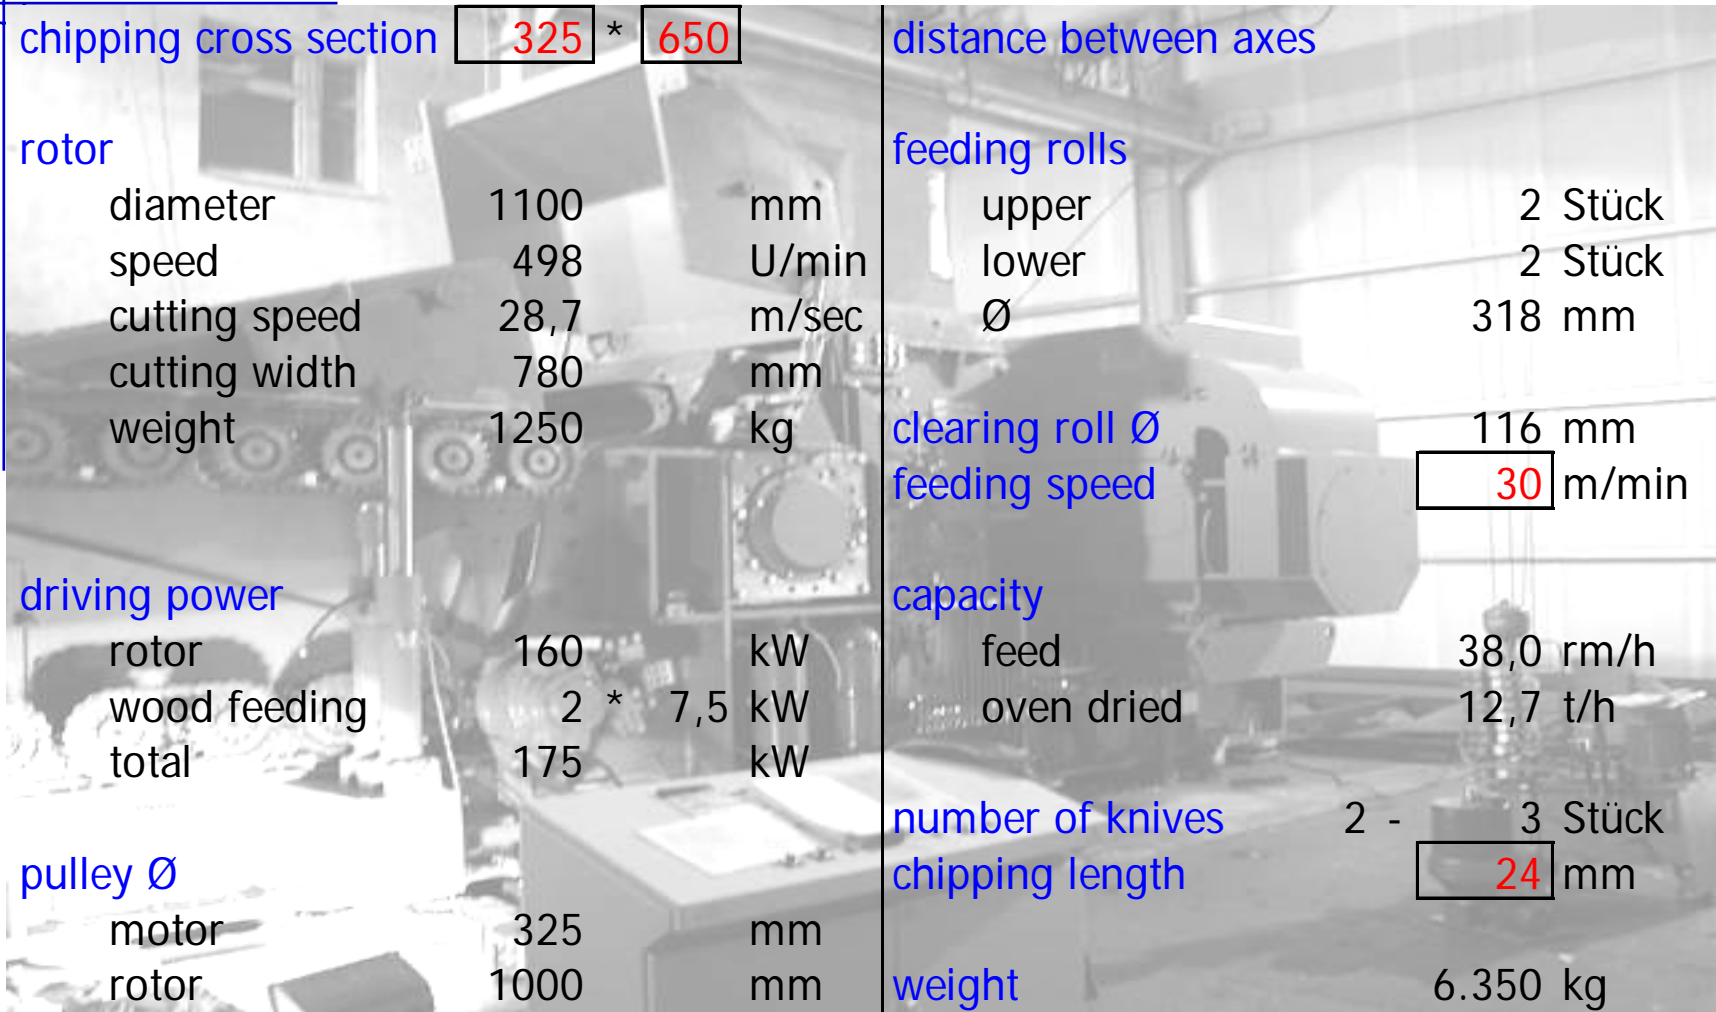 chipping cross section 325 * 650
rotor
diameter 1100 mm
speed 498 U/min
cutting speed 28,7 m/sec
cutting width 780 mm
weight 1250 kg
driving power
rotor 160 kW
wood feeding 2 * 7,5 kW
total 175 kW
pulley Ø
motor 325 mm
rotor 1000 mm
distance between axes
feeding rolls
upper 2 Stück
lower 2 Stück
Ø 318 mm
clearing roll Ø 116 mm
feeding speed 30 m/min
capacity
feed 38,0 rm/h
oven dried 12,7 t/h
number of knives 2 - 3 Stück
chipping length 24 mm
weight 6.350 kg